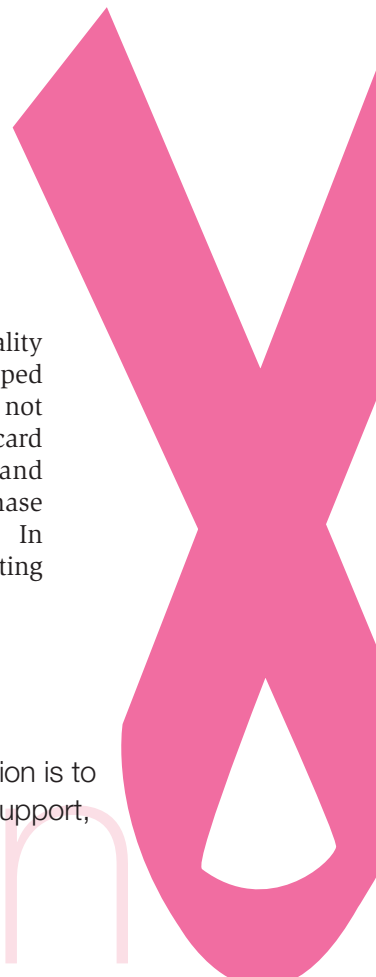 ality
ped
not
card
and
hase
In
ting
ion is to
upport,
n